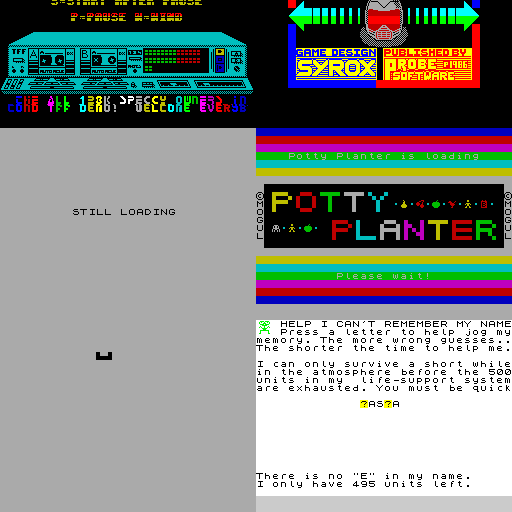 S=START AFTER PAUSE
P=PAUSE W=WIND
GAME DESIGN
SYROX
PUBLISHED BY
PROBE ©1986
SOFTWARE
STILL LOADING
Potty Planter is loading
©MOGUL
POTTY
PLANTER
©MOGUL
Please wait!
HELP I CAN'T REMEMBER MY NAME
Press a letter to help jog my
memory. The more wrong guesses..
The shorter the time to help me.
I can only survive a short while
in the atmosphere before the 500
units in my life-support system
are exhausted. You must be quick
?AS?A
There is no "E" in my name.
I only have 495 units left.